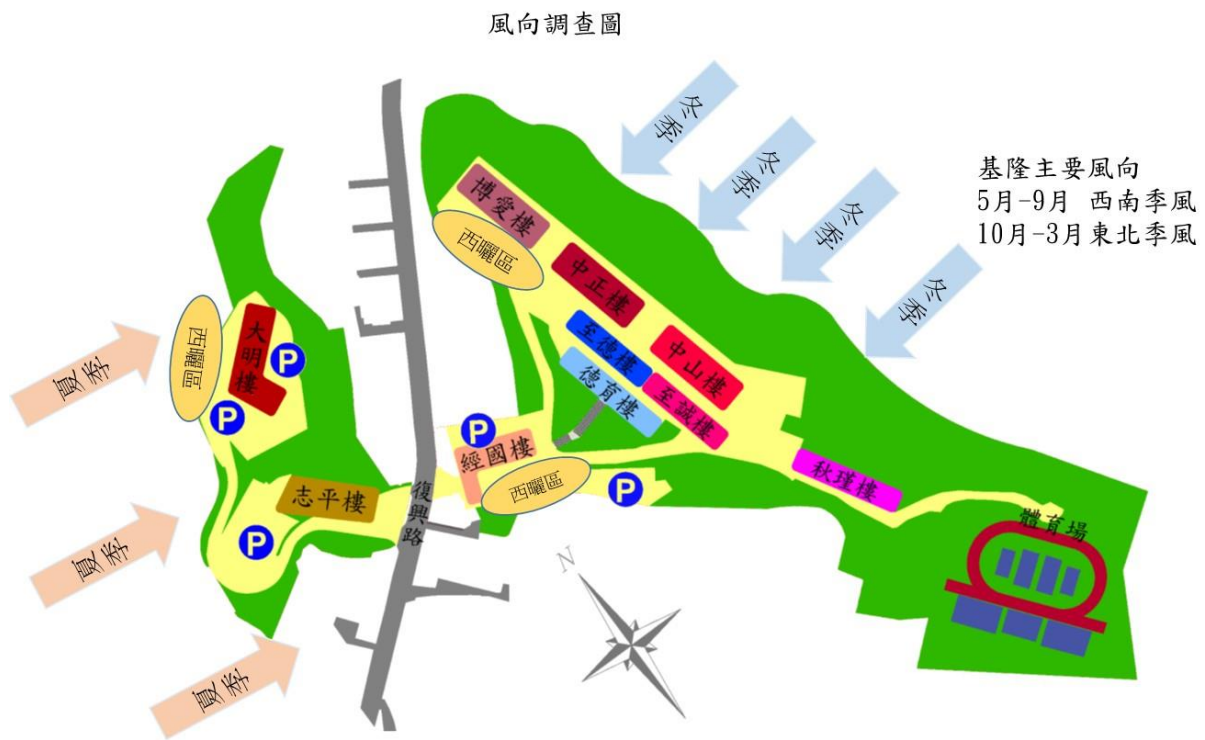 風向調查圖
冬季
冬季
冬季
冬季
基隆主要風向
5月-9月 西南季風
10月-3月東北季風
博愛樓
西曬區
中正樓
至德樓
中山樓
德育樓
至誠樓
大明樓
西曬區
P
P
夏季
P
經國樓
西曬區
P
秋瑾樓
志平樓
復興路
P
體育場
夏季
N
夏季